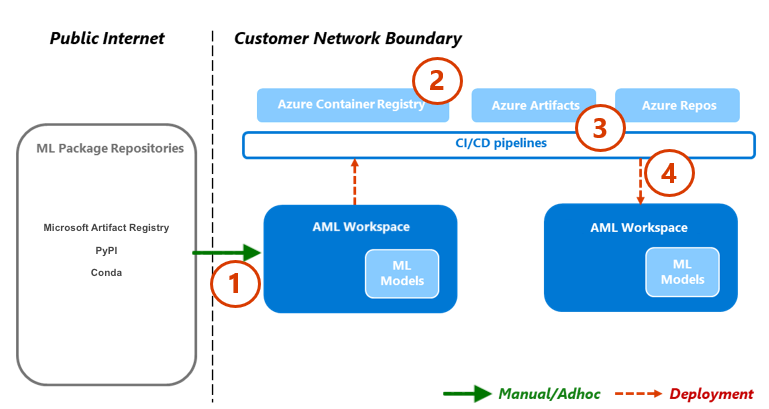 Public Internet
Customer Network Boundary
2
Azure Container Registry
Azure Artifacts
Azure Repos
3
CI/CD pipelines
ML Package Repositories
4
Microsoft Artifact Registry
PyPI
Conda
1
AML Workspace
ML
Models
AML Workspace
ML
Models
Manual/Adhoc
Deployment